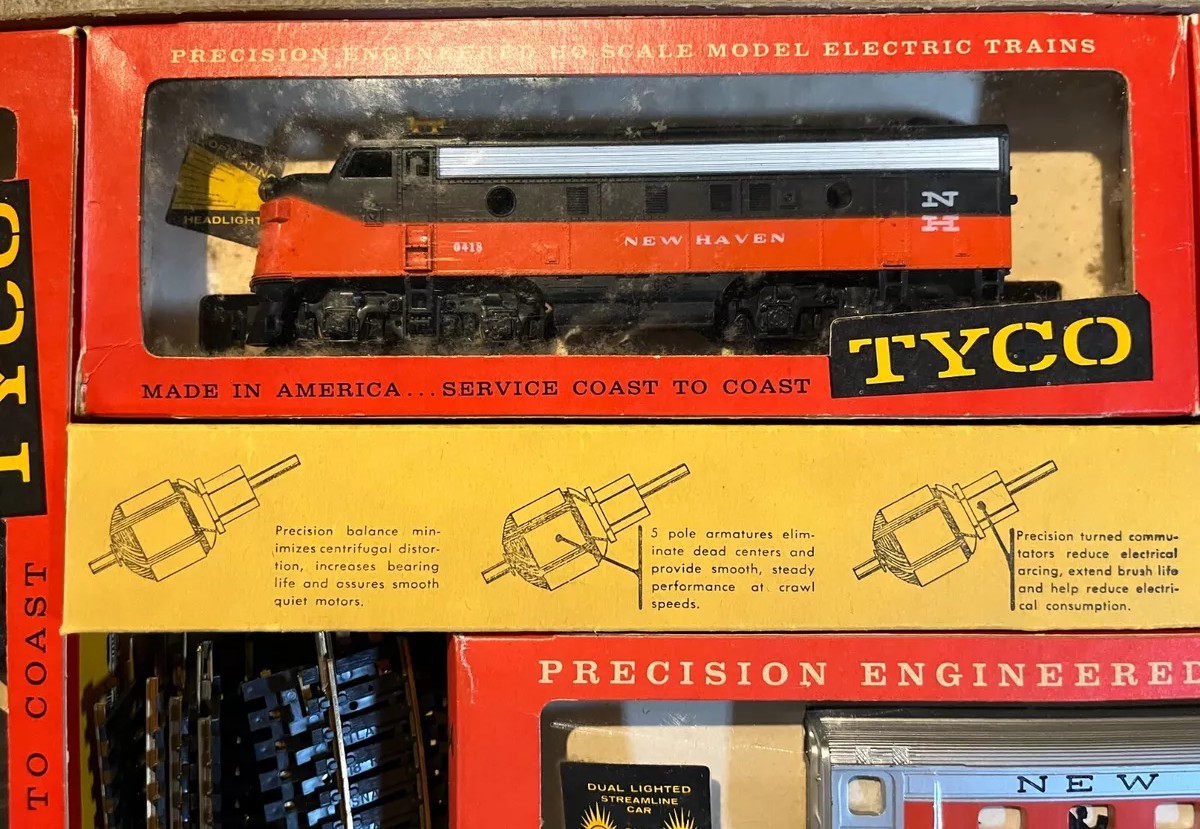 PRECISION ENGINEERED HO SCALE MODEL ELECTRIC TRAINS
HEADLIGHT
0418
NEW HAVEN
N
H
TYCO
MADE IN AMERICA...SERVICE COAST TO COAST
TYCO
TO COAST
Precision balance min-
imizes centrifugal distor-
tion, increases bearing
life and assures smooth
quiet motors.
5 pole armatures elim-
inate dead centers and
provide smooth, steady
performance at crawl
speeds.
Precision turned commu-
tators reduce electrical
arcing, extend brush life
and help reduce electri-
cal consumption.
PRECISION ENGINEERED
DUAL LIGHTED
STREAMLINE
CAR
NEW